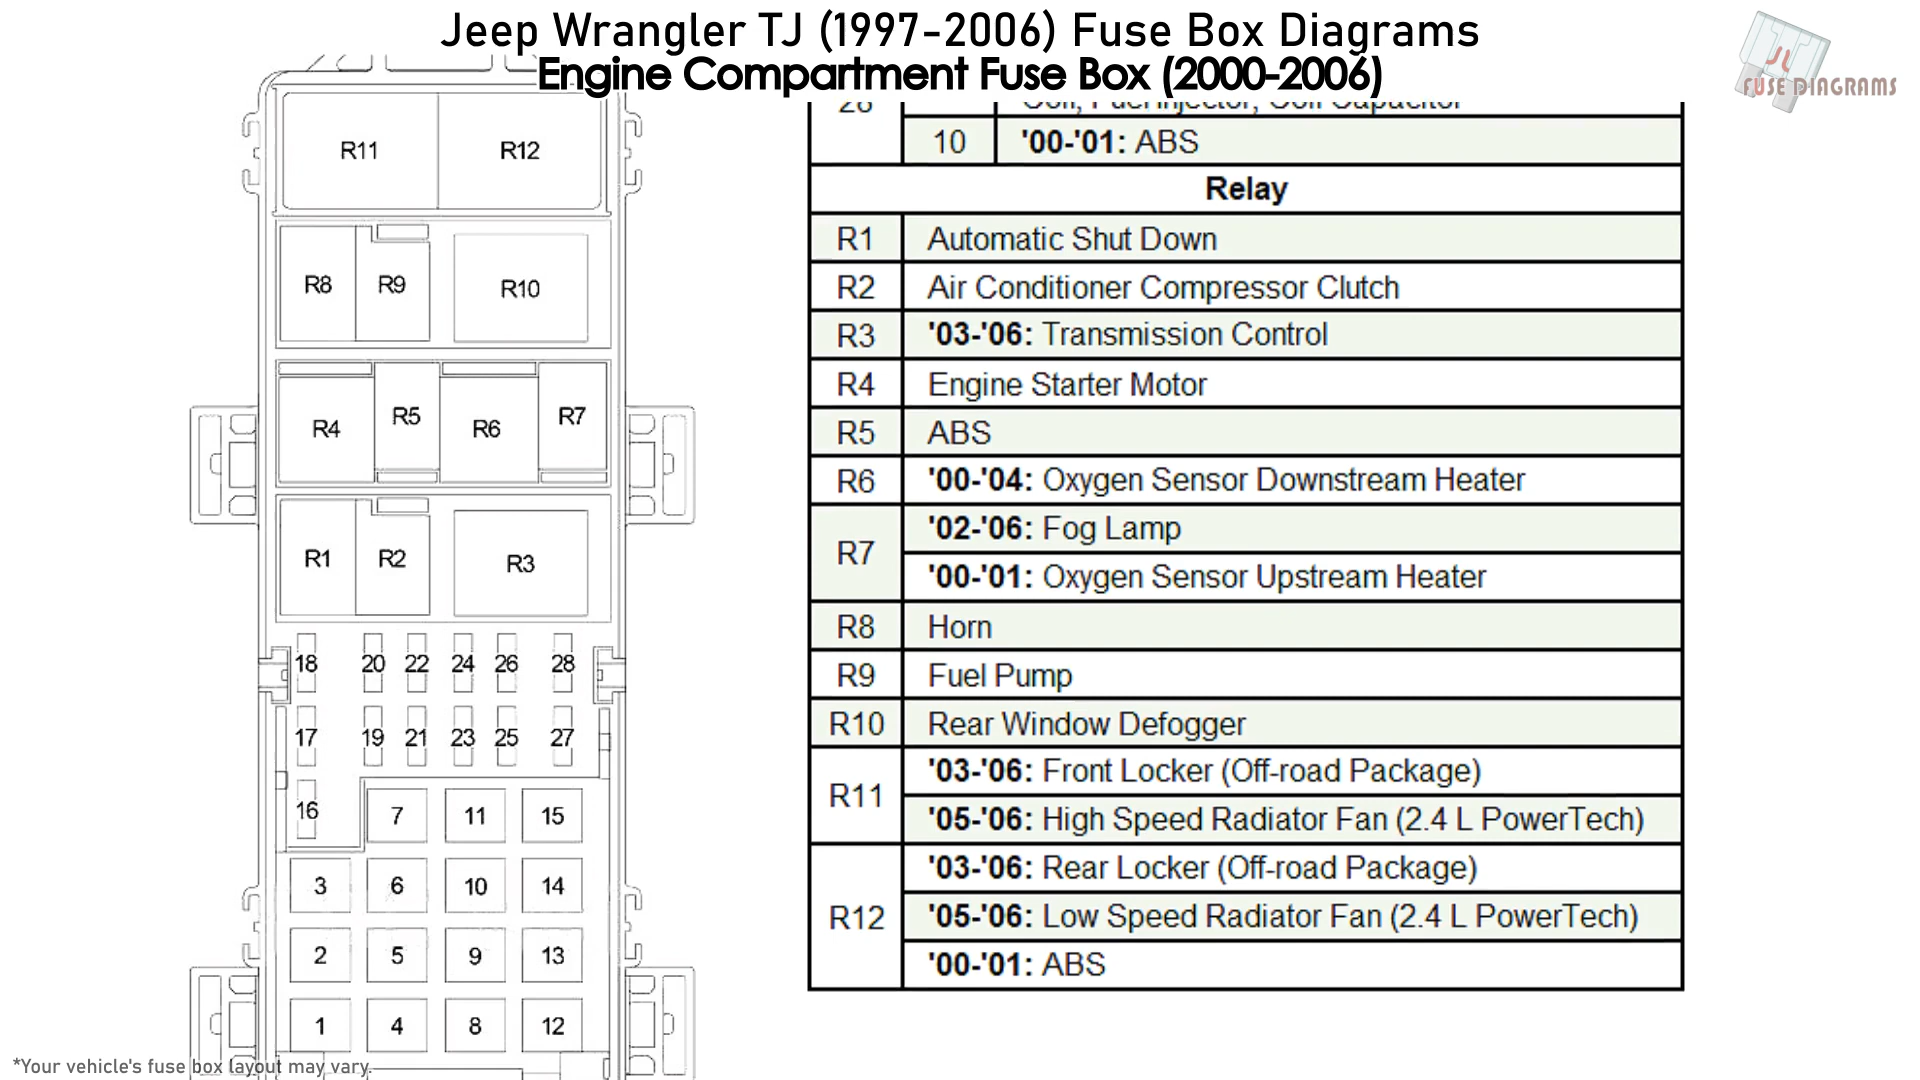 Jeep Wrangler TJ (1997-2006) Fuse Box Diagrams
Engine Compartment Fuse Box (2000-2006)
JL
FUSE DIAGRAMS
R11 R12
R8 R9 R10
R4 R5 R6 R7
R1 R2 R3
18 20 22 24 26 28
17 19 21 23 25 27
16 7 11 15
3 6 10 14
2 5 9 13
1 4 8 12
28 Coil, Fuel Injector, Coil Capacitor
10 '00-'01: ABS
Relay
R1 Automatic Shut Down
R2 Air Conditioner Compressor Clutch
R3 '03-'06: Transmission Control
R4 Engine Starter Motor
R5 ABS
R6 '00-'04: Oxygen Sensor Downstream Heater
R7 '02-'06: Fog Lamp
'00-'01: Oxygen Sensor Upstream Heater
R8 Horn
R9 Fuel Pump
R10 Rear Window Defogger
R11 '03-'06: Front Locker (Off-road Package)
'05-'06: High Speed Radiator Fan (2.4 L PowerTech)
R12 '03-'06: Rear Locker (Off-road Package)
'05-'06: Low Speed Radiator Fan (2.4 L PowerTech)
'00-'01: ABS
*Your vehicle's fuse box layout may vary.